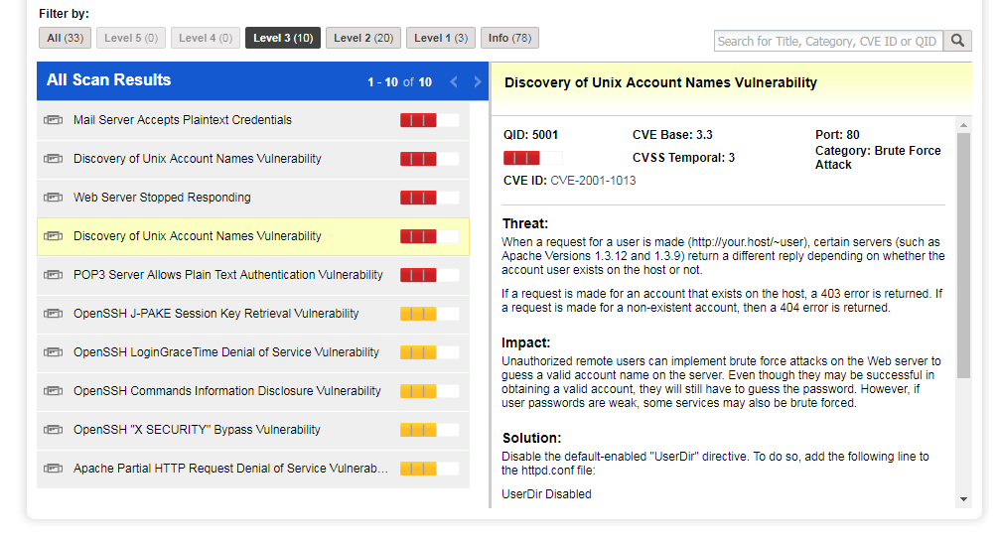 Filter by:
All (33) Level 5 (0) Level 4 (0) Level 3 (10) Level 2 (20) Level 1 (3) Info (78)
Search for Title, Category, CVE ID or QID
All Scan Results 1 - 10 of 10
Mail Server Accepts Plaintext Credentials
Discovery of Unix Account Names Vulnerability
Web Server Stopped Responding
Discovery of Unix Account Names Vulnerability
POP3 Server Allows Plain Text Authentication Vulnerability
OpenSSH J-PAKE Session Key Retrieval Vulnerability
OpenSSH LoginGraceTime Denial of Service Vulnerability
OpenSSH Commands Information Disclosure Vulnerability
OpenSSH "X SECURITY" Bypass Vulnerability
Apache Partial HTTP Request Denial of Service Vulnerab...
Discovery of Unix Account Names Vulnerability
QID: 5001 CVE Base: 3.3 Port: 80
CVSS Temporal: 3 Category: Brute Force
Attack
CVE ID: CVE-2001-1013
Threat:
When a request for a user is made (http://your.host/~user), certain servers (such as
Apache Versions 1.3.12 and 1.3.9) return a different reply depending on whether the
account user exists on the host or not.
If a request is made for an account that exists on the host, a 403 error is returned. If
a request is made for a non-existent account, then a 404 error is returned.
Impact:
Unauthorized remote users can implement brute force attacks on the Web server to
guess a valid account name on the server. Even though they may be successful in
obtaining a valid account, they will still have to guess the password. However, if
user passwords are weak, some services may also be brute forced.
Solution:
Disable the default-enabled "UserDir" directive. To do so, add the following line to
the httpd.conf file:
UserDir Disabled